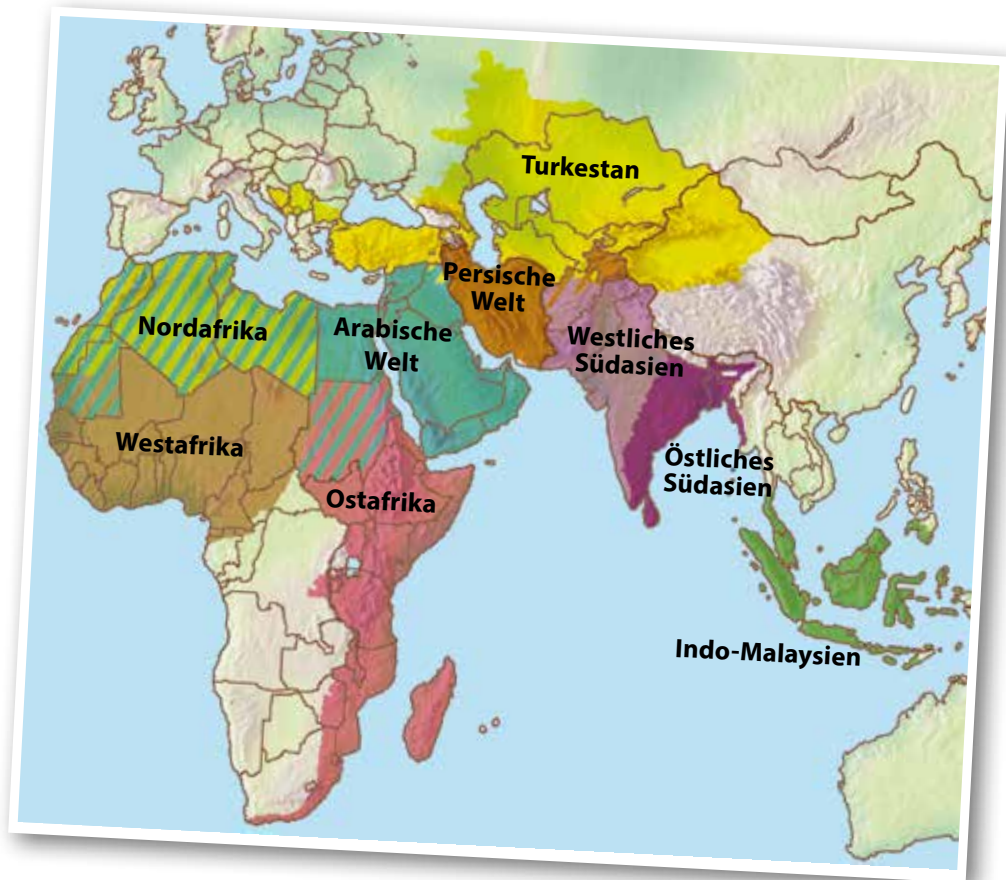 Turkestan
Persische
Welt
Nordafrika
Arabische
Welt
Westliches
Südasien
Westafrika
Östliches
Südasien
Ostafrika
Indo-Malaysien